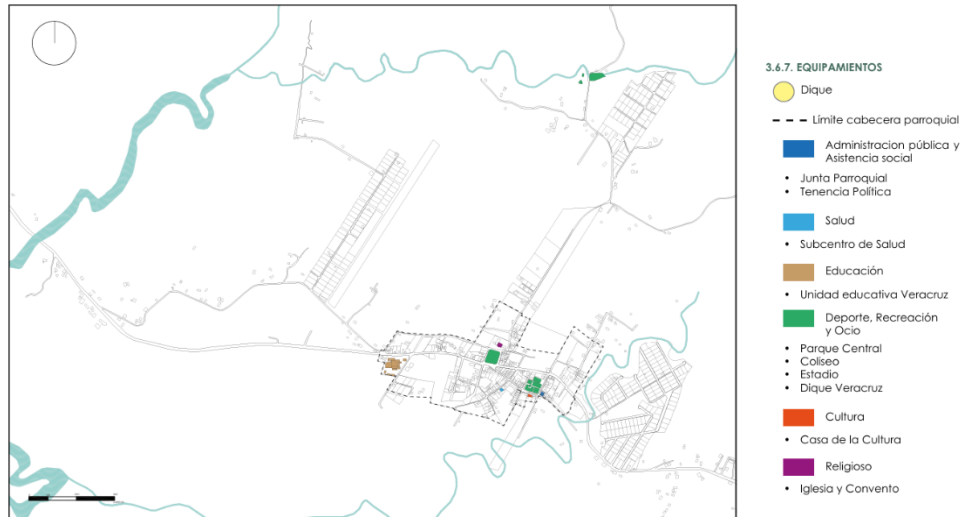 3.6.7. EQUIPAMIENTOS
Dique
Límite cabecera parroquial
Administracion pública y
Asistencia social
• Junta Parroquial
• Tenencia Política
Salud
• Subcentro de Salud
Educación
• Unidad educativa Veracruz
Deporte, Recreación
y Ocio
• Parque Central
• Coliseo
• Estadio
• Dique Veracruz
Cultura
• Casa de la Cultura
Religioso
• Iglesia y Convento